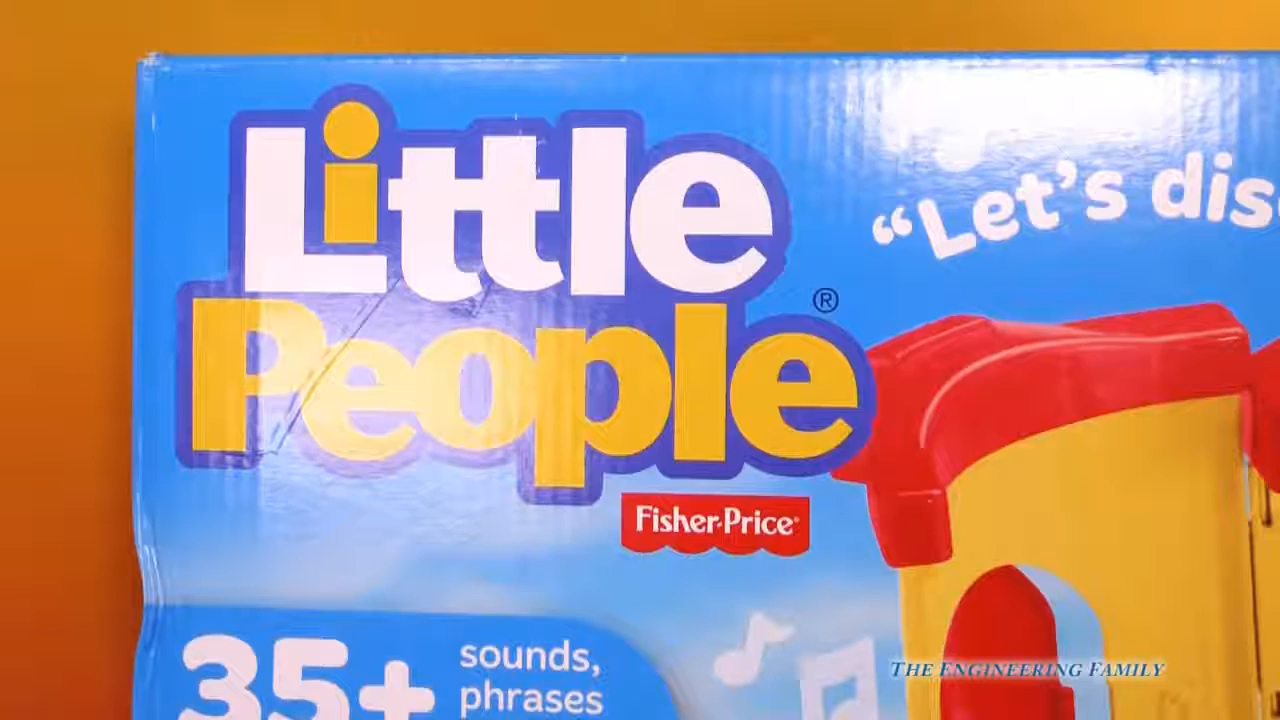 Little
People®
"Let's dis
Fisher-Price®
35+
sounds,
phrases
THE ENGINEERING FAMILY